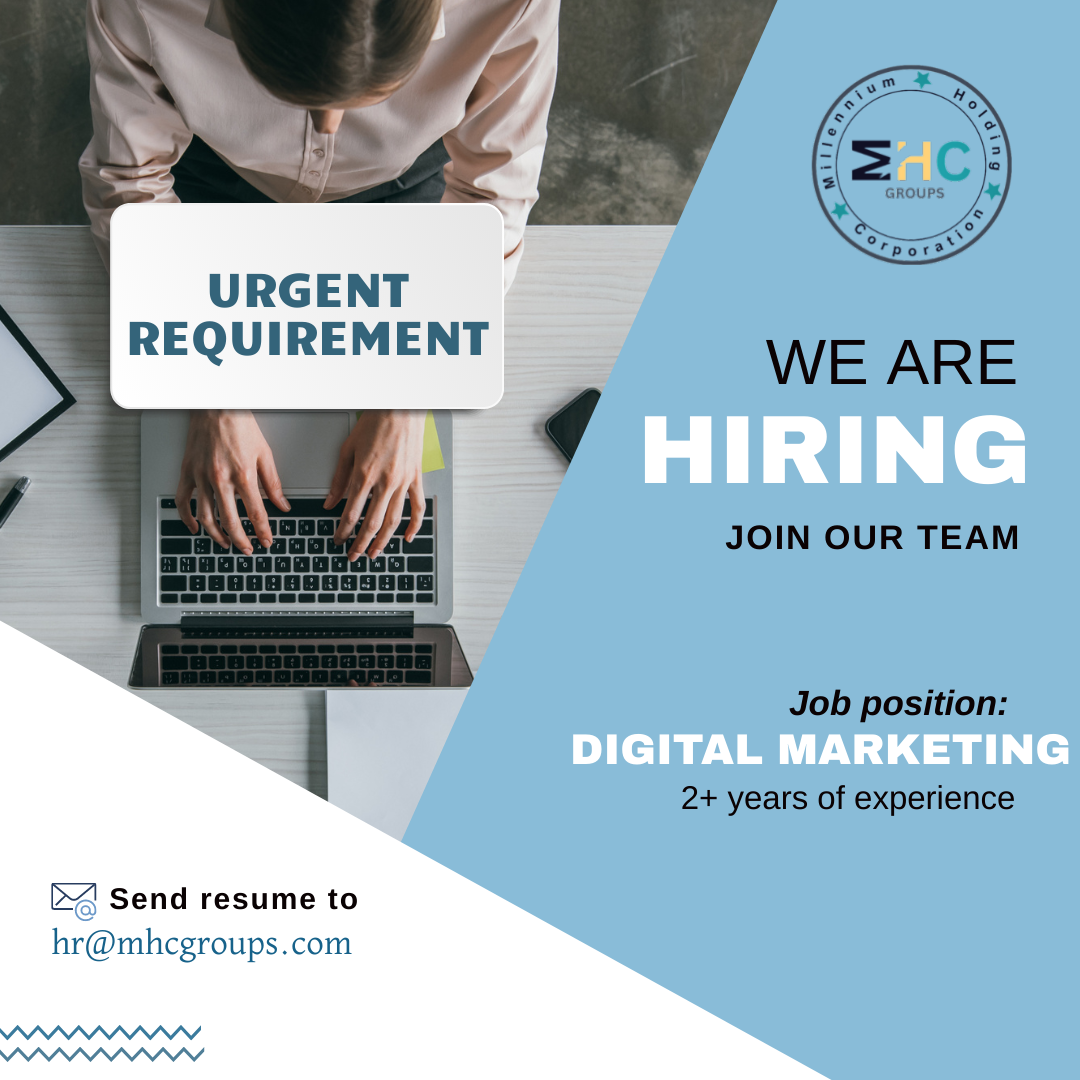 Millennium Holding Corporation
MHC
GROUPS
URGENT
REQUIREMENT
WE ARE
HIRING
JOIN OUR TEAM
Job position:
DIGITAL MARKETING
2+ years of experience
Send resume to
hr@mhcgroups.com